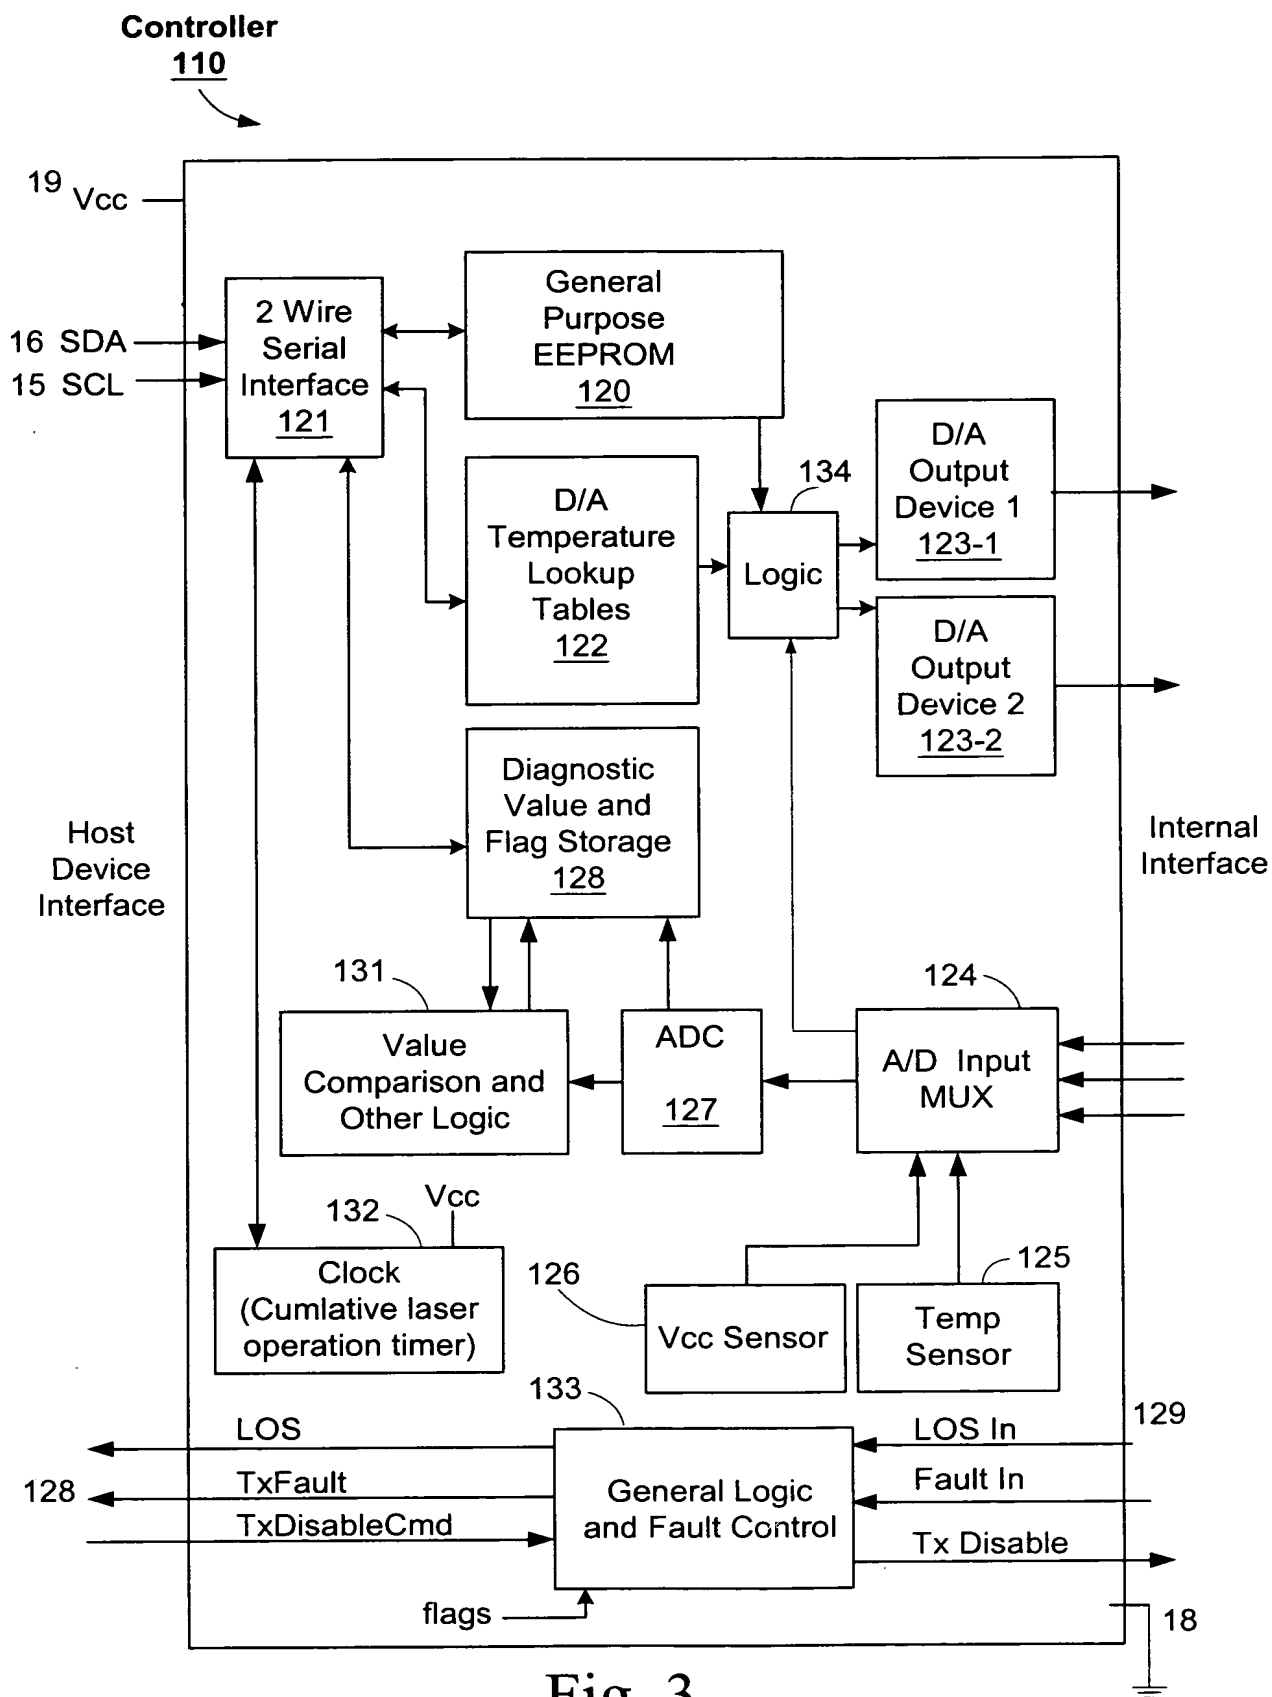 Controller
110
19 Vcc
16 SDA
15 SCL
2 Wire
Serial
Interface
121
General
Purpose
EEPROM
120
D/A
Temperature
Lookup
Tables
122
134
Logic
D/A
Output
Device 1
123-1
D/A
Output
Device 2
123-2
Host
Device
Interface
Diagnostic
Value and
Flag Storage
128
Internal
Interface
131
Value
Comparison and
Other Logic
ADC
127
124
A/D Input
MUX
132
Vcc
Clock
(Cumlative laser
operation timer)
126
Vcc Sensor
125
Temp
Sensor
133
General Logic
and Fault Control
LOS
TxFault
TxDisableCmd
128
flags
129
LOS In
Fault In
Tx Disable
18
Fig. 3